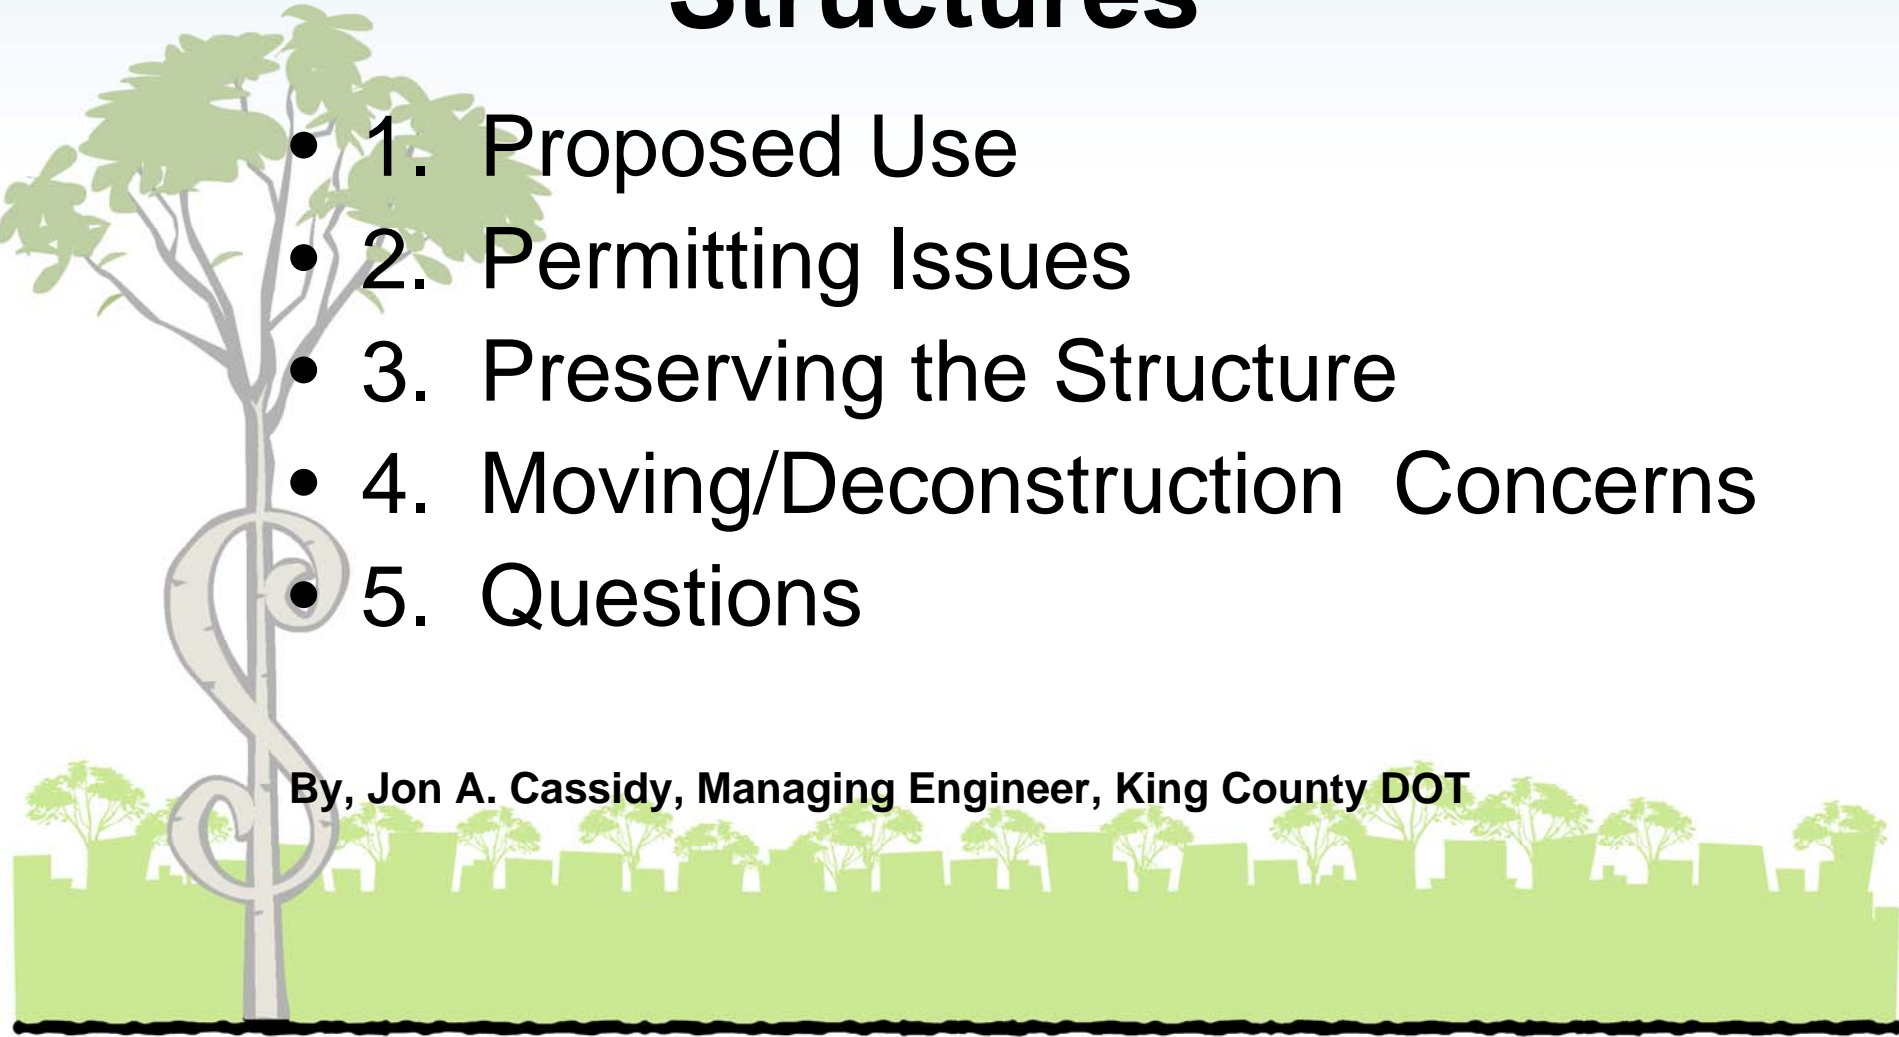 Structures
• 1. Proposed Use
• 2. Permitting Issues
• 3. Preserving the Structure
• 4. Moving/Deconstruction Concerns
• 5. Questions
By, Jon A. Cassidy, Managing Engineer, King County DOT